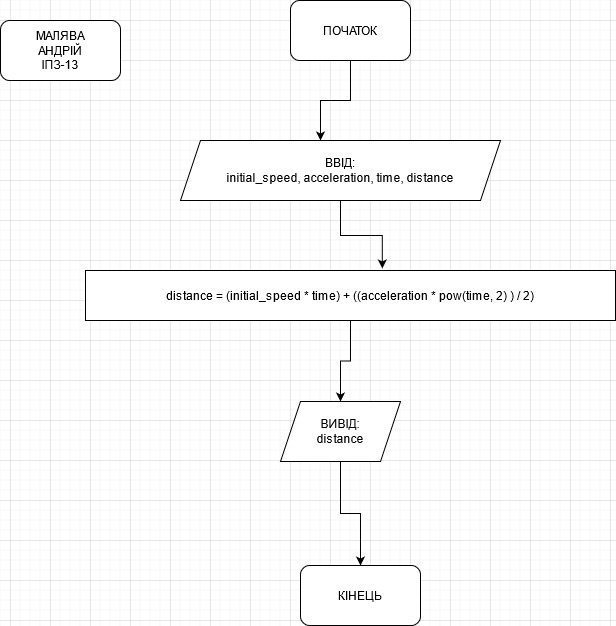 МАЛЯВА
АНДРІЙ
ІПЗ-13
ПОЧАТОК
ВВІД:
initial_speed, acceleration, time, distance
distance = (initial_speed * time) + ((acceleration * pow(time, 2) ) / 2)
ВИВІД:
distance
КІНЕЦЬ